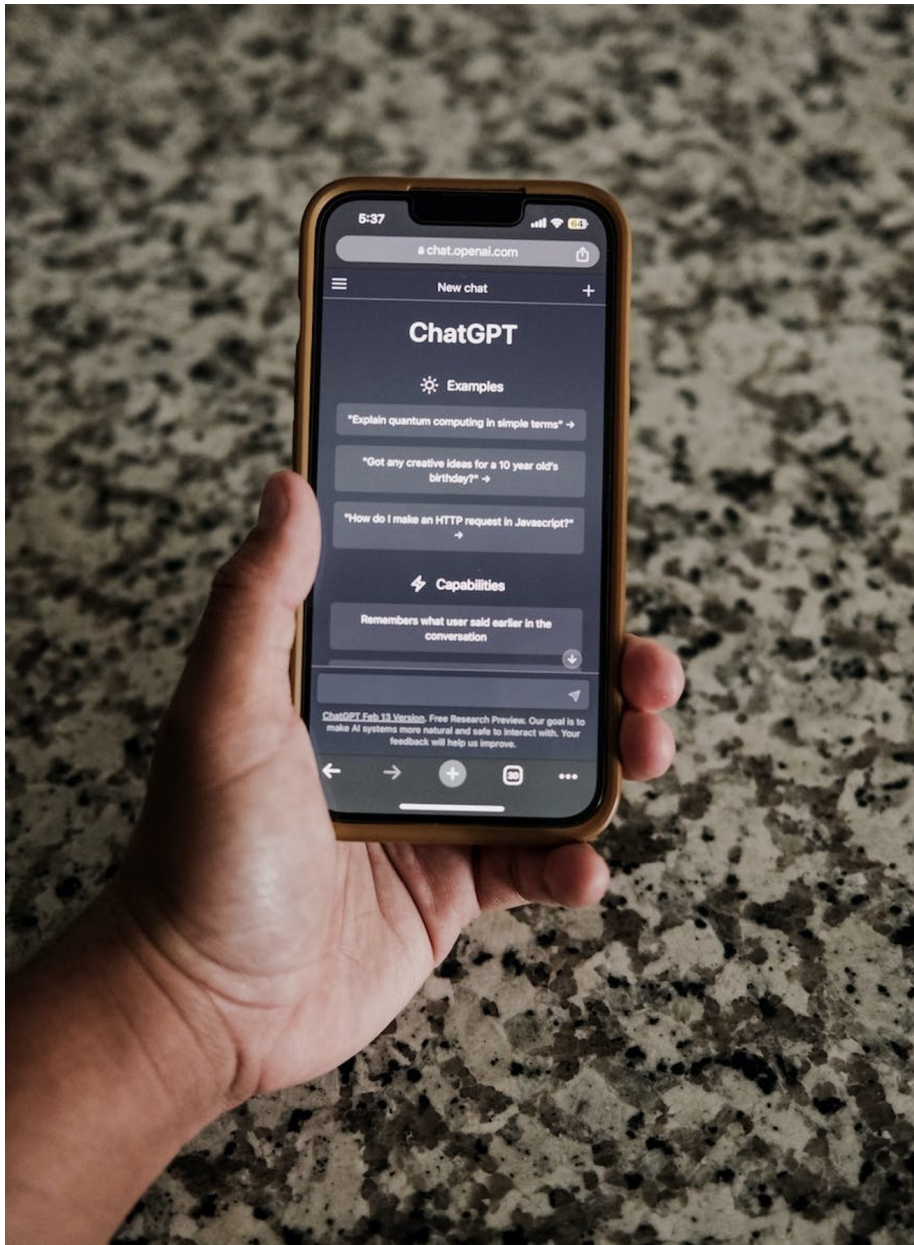 5:37
64
chat.openai.com
New chat
ChatGPT
Examples
"Explain quantum computing in simple terms" →
"Got any creative ideas for a 10 year old's
birthday?" →
"How do I make an HTTP request in Javascript?"
→
Capabilities
Remembers what user said earlier in the
conversation
ChatGPT Feb 13 Version. Free Research Preview. Our goal is to
make AI systems more natural and safe to interact with. Your
feedback will help us improve.
30